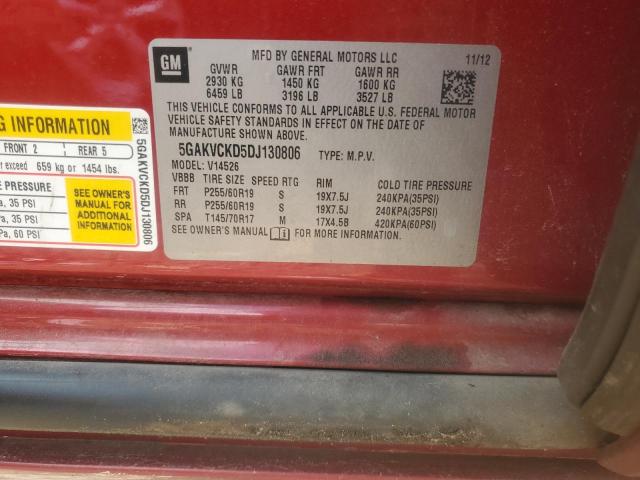 GM
MFD BY GENERAL MOTORS LLC 11/12
GVWR GAWR FRT GAWR RR
2930 KG 1450 KG 1600 KG
6459 LB 3196 LB 3527 LB
THIS VEHICLE CONFORMS TO ALL APPLICABLE U.S. FEDERAL MOTOR
VEHICLE SAFETY STANDARDS IN EFFECT ON THE DATE OF MANUFACTURE
SHOWN ABOVE.
5GAKVCKD5DJ130806 TYPE: M.P.V.
MODEL: V14526
VBBB TIRE SIZE SPEED RTG RIM COLD TIRE PRESSURE
FRT P255/60R19 S 19X7.5J 240KPA(35PSI)
RR P255/60R19 S 19X7.5J 240KPA(35PSI)
SPA T145/70R17 M 17X4.5B 420KPA(60PSI)
SEE OWNER'S MANUAL i FOR MORE INFORMATION.
G INFORMATION
FRONT 2 REAR 5
exceed 659 kg or 1454 lbs.
E PRESSURE
a, 35 PSI
a, 35 PSI
Pa, 60 PSI
SEE OWNER'S
MANUAL FOR
ADDITIONAL
INFORMATION
5GAKVCKD5DJ130806